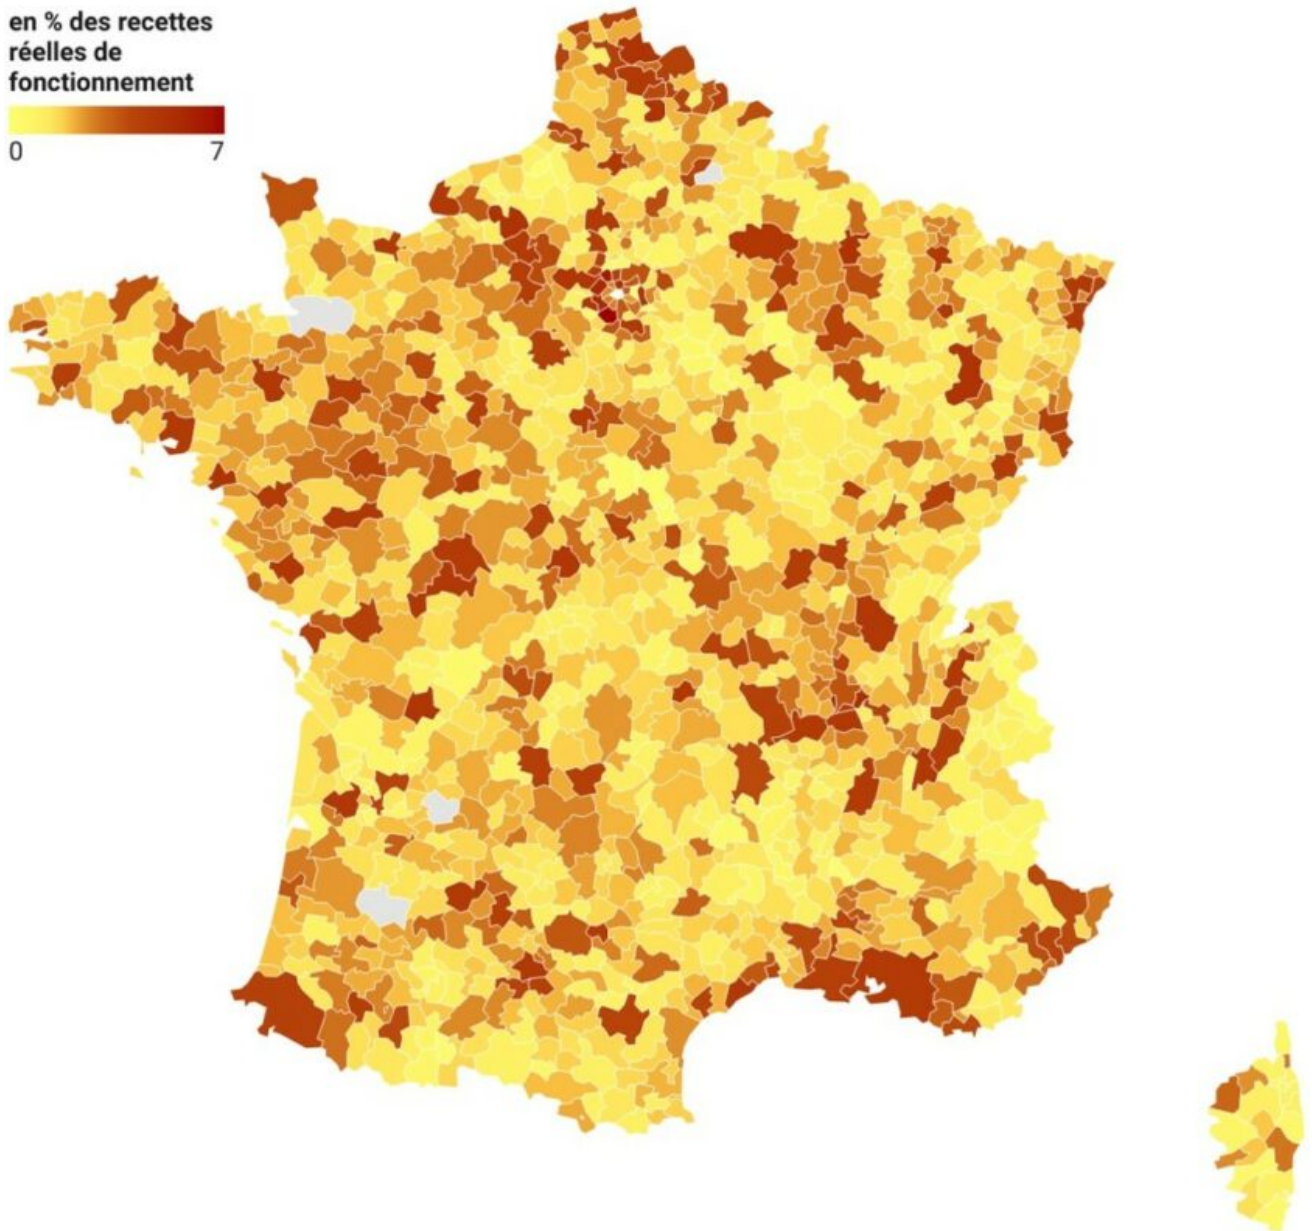 en % des recettes
réelles de
fonctionnement
0 7